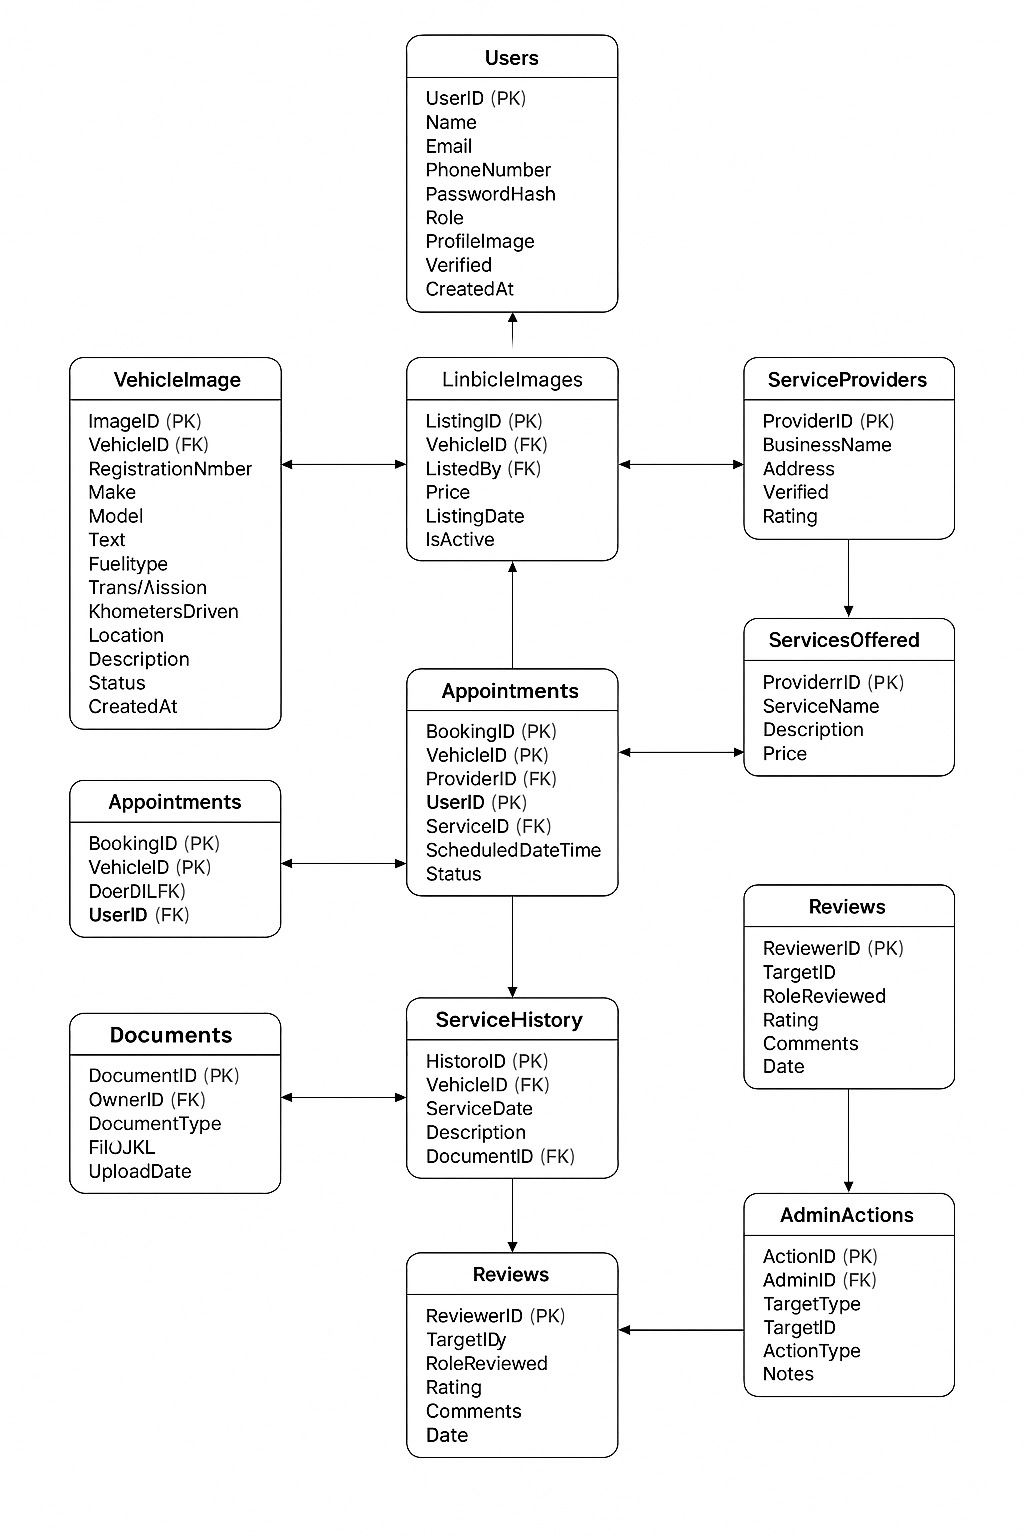 Users
UserID (PK)
Name
Email
PhoneNumber
PasswordHash
Role
ProfileImage
Verified
CreatedAt
VehicleImage
ImageID (PK)
VehicleID (FK)
RegistrationNmber
Make
Model
Text
Fuelitype
Trans/Λission
KhometersDriven
Location
Description
Status
CreatedAt
LinbicleImages
ListingID (PK)
VehicleID (FK)
ListedBy (FK)
Price
ListingDate
IsActive
ServiceProviders
ProviderID (PK)
BusinessName
Address
Verified
Rating
ServicesOffered
ProviderrID (PK)
ServiceName
Description
Price
Appointments
BookingID (PK)
VehicleID (PK)
ProviderID (FK)
UserID (PK)
ServiceID (FK)
ScheduledDateTime
Status
Appointments
BookingID (PK)
VehicleID (PK)
DoerDILFK)
UserID (FK)
Reviews
ReviewerID (PK)
TargetID
RoleReviewed
Rating
Comments
Date
Documents
DocumentID (PK)
OwnerID (FK)
DocumentType
FilOJKL
UploadDate
ServiceHistory
HistoroID (PK)
VehicleID (FK)
ServiceDate
Description
DocumentID (FK)
AdminActions
ActionID (PK)
AdminID (FK)
TargetType
TargetID
ActionType
Notes
Reviews
ReviewerID (PK)
TargetIDy
RoleReviewed
Rating
Comments
Date